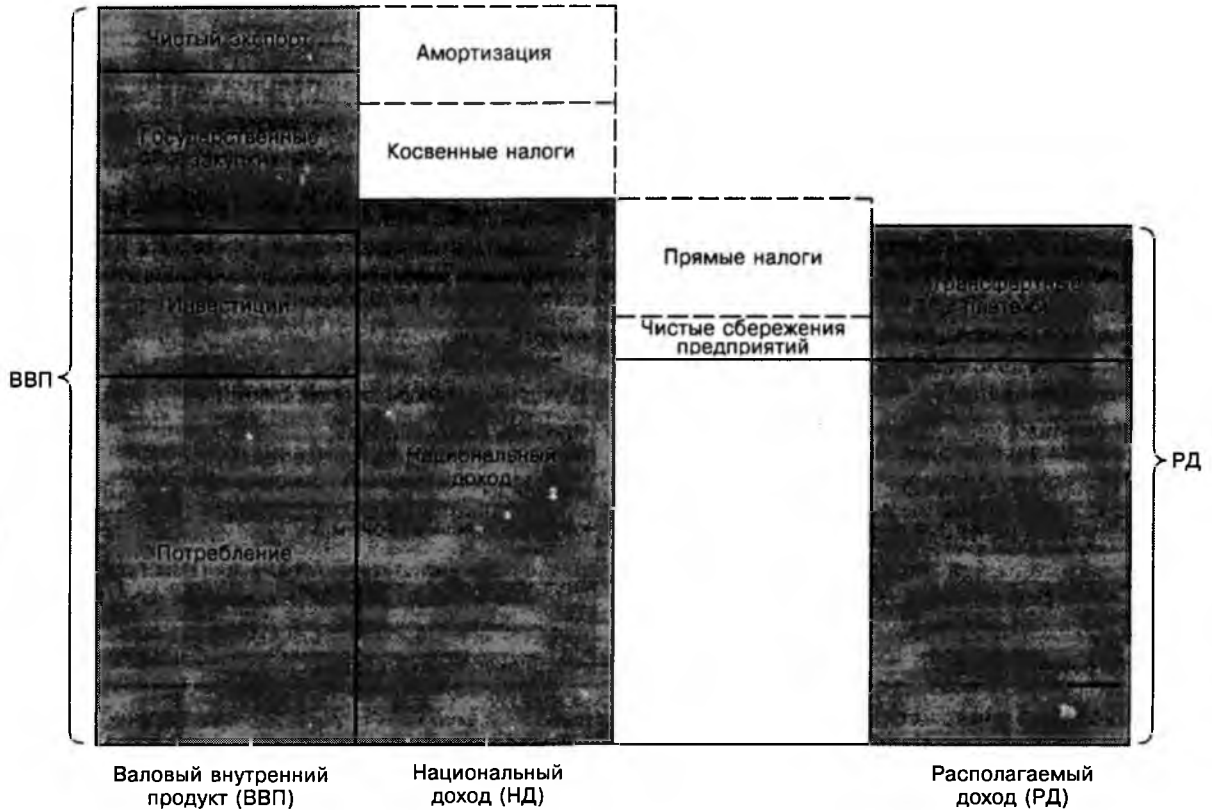 Чистый экспорт
Амортизация
Государственные
закупки
Косвенные налоги
Прямые налоги
Инвестиции
Трансфертные
платежи
Чистые сбережения
предприятий
ВВП
Национальный
доход
РД
Потребление
Валовый внутренний
продукт (ВВП)
Национальный
доход (НД)
Располагаемый
доход (РД)